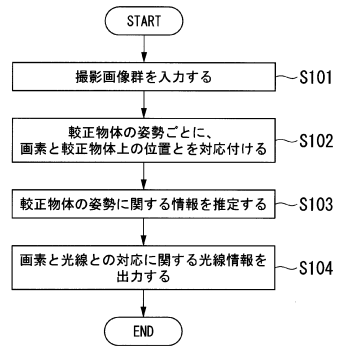 START
撮影画像群を入力する
S101
較正物体の姿勢ごとに、
画素と較正物体上の位置とを対応付ける
S102
較正物体の姿勢に関する情報を推定する
S103
画素と光線との対応に関する光線情報を
出力する
S104
END